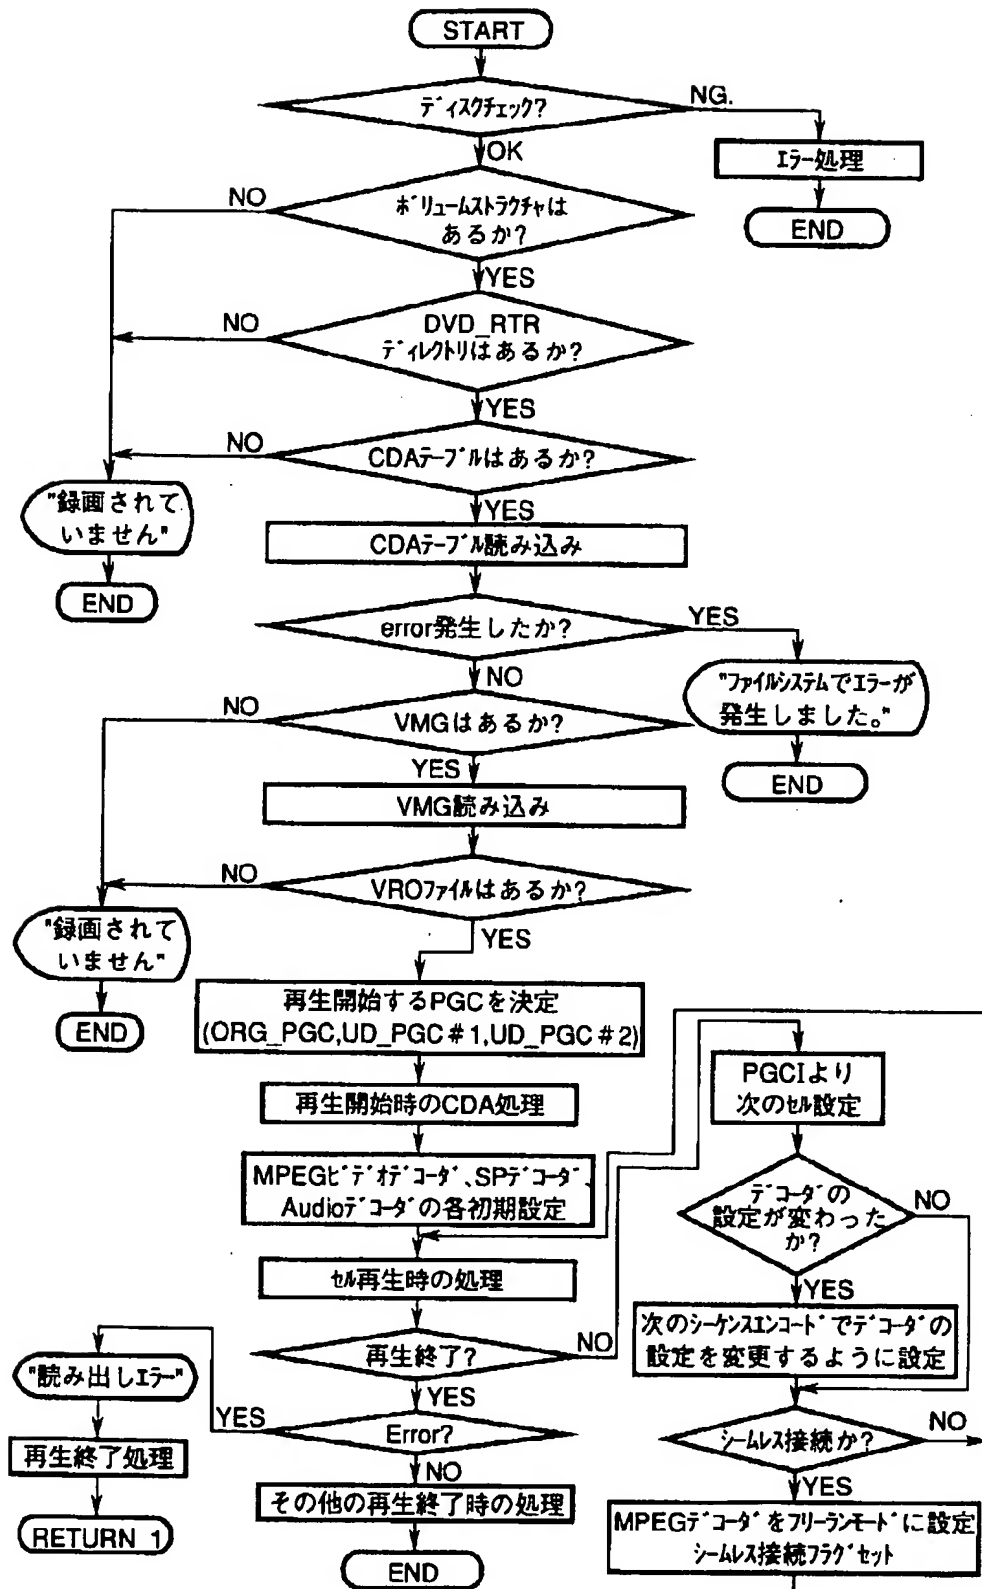 START
ディスクチェック?
NG.
OK
エラー処理
END
ボリュームストラクチャは
あるか?
NO
YES
DVD_RTR
ディレクトリはあるか?
NO
YES
CDAテーブルはあるか?
NO
YES
"録画されて
いません"
END
CDAテーブル読み込み
error発生したか?
YES
NO
"ファイルシステムでエラーが
発生しました。"
END
VMGはあるか?
NO
YES
VMG読み込み
VROファイルはあるか?
NO
YES
"録画されて
いません"
END
再生開始するPGCを決定
(ORG_PGC,UD_PGC#1,UD_PGC#2)
再生開始時のCDA処理
MPEGビデオデコーダ、SPデコーダ、
Audioデコーダの各初期設定
セル再生時の処理
再生終了?
NO
YES
Error?
YES
NO
"読み出しエラー"
再生終了処理
RETURN 1
その他の再生終了時の処理
END
PGCIより
次のセル設定
デコーダの
設定が変わった
か?
NO
YES
次のシーケンスエンコードでデコーダの
設定を変更するように設定
シームレス接続か?
NO
YES
MPEGデコーダをフリーランモードに設定
シームレス接続フラグセット